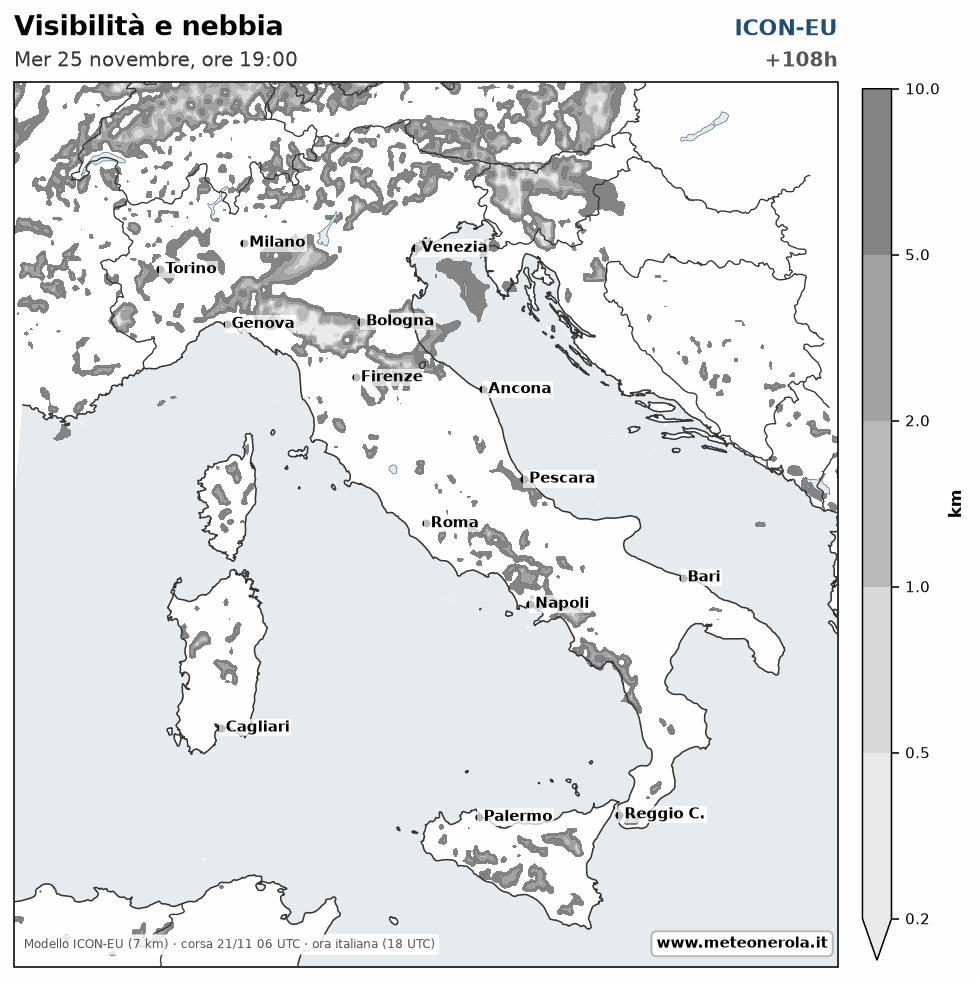 Visibilità e nebbia
ICON-EU
Mer 25 novembre, ore 19:00
+108h
10.0
5.0
2.0
1.0
0.5
0.2
km
Milano
Venezia
Torino
Genova
Bologna
Firenze
Ancona
Pescara
Roma
Bari
Napoli
Cagliari
Palermo
Reggio C.
Modello ICON-EU (7 km) · corsa 21/11 06 UTC · ora italiana (18 UTC)
www.meteonerola.it